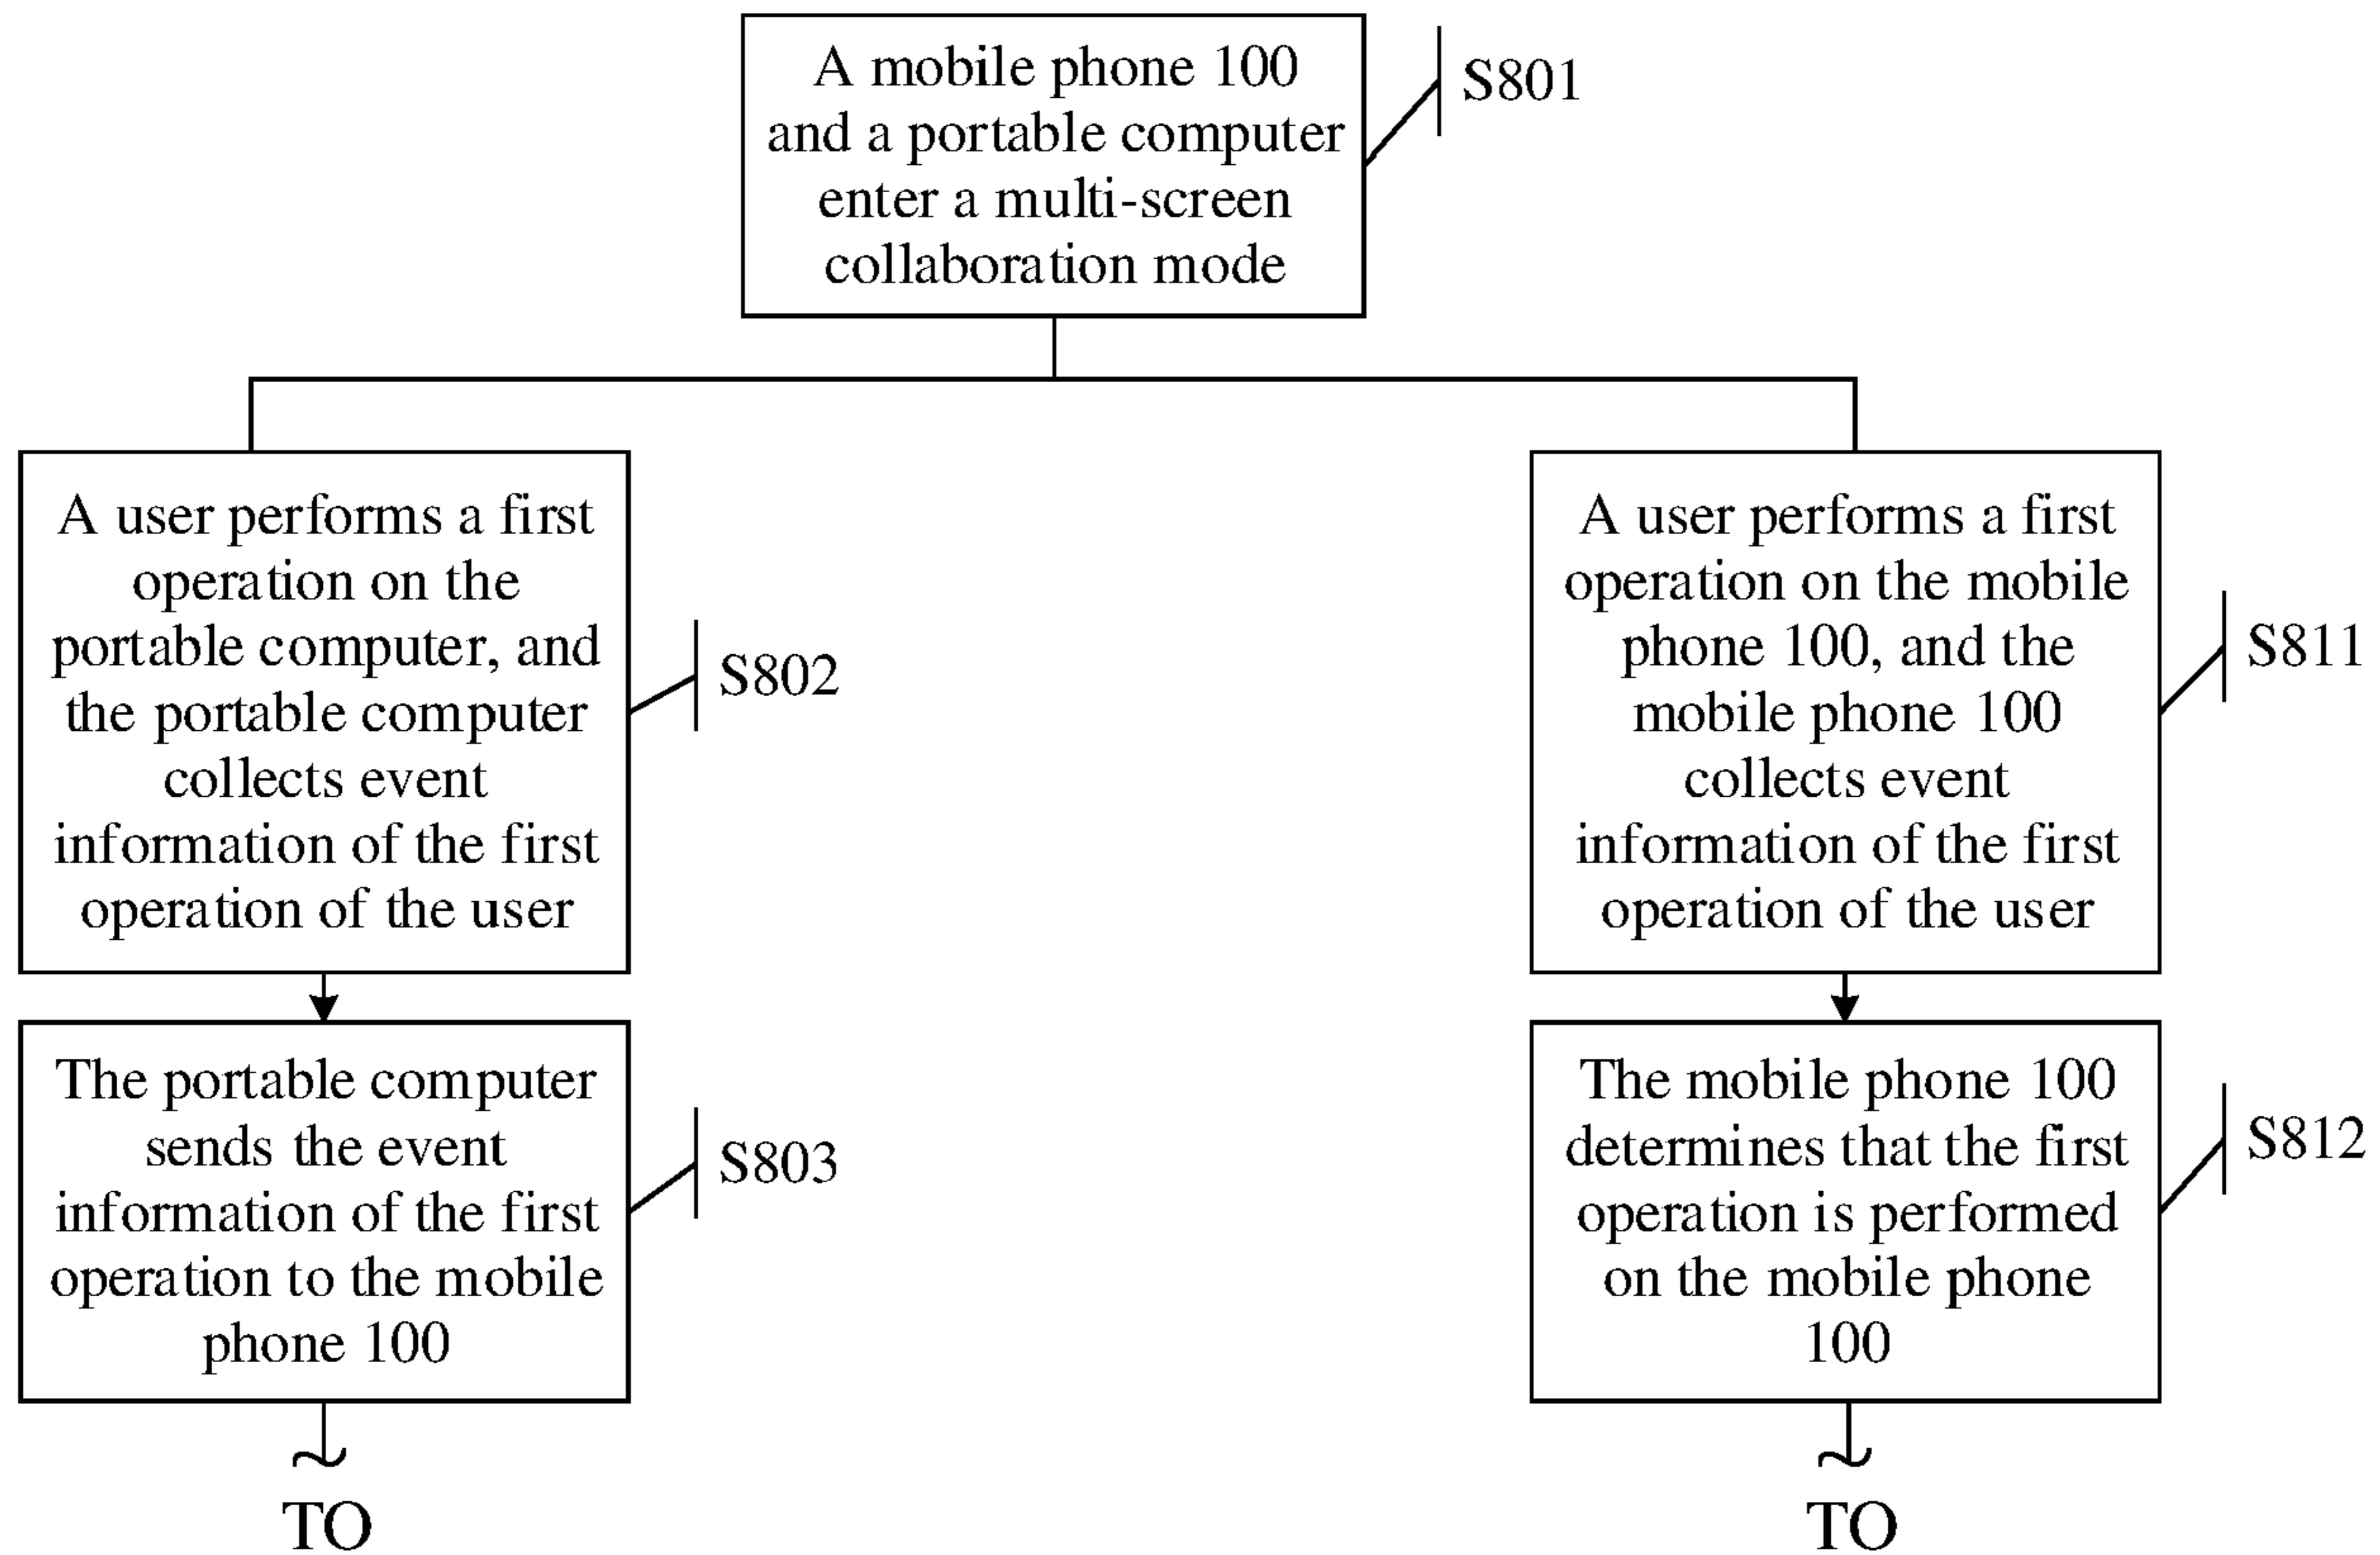 A mobile phone 100
and a portable computer
enter a multi-screen
collaboration mode
S801
A user performs a first
operation on the
portable computer, and
the portable computer
collects event
information of the first
operation of the user
S802
A user performs a first
operation on the mobile
phone 100, and the
mobile phone 100
collects event
information of the first
operation of the user
S811
The portable computer
sends the event
information of the first
operation to the mobile
phone 100
S803
The mobile phone 100
determines that the first
operation is performed
on the mobile phone
100
S812
TO
TO